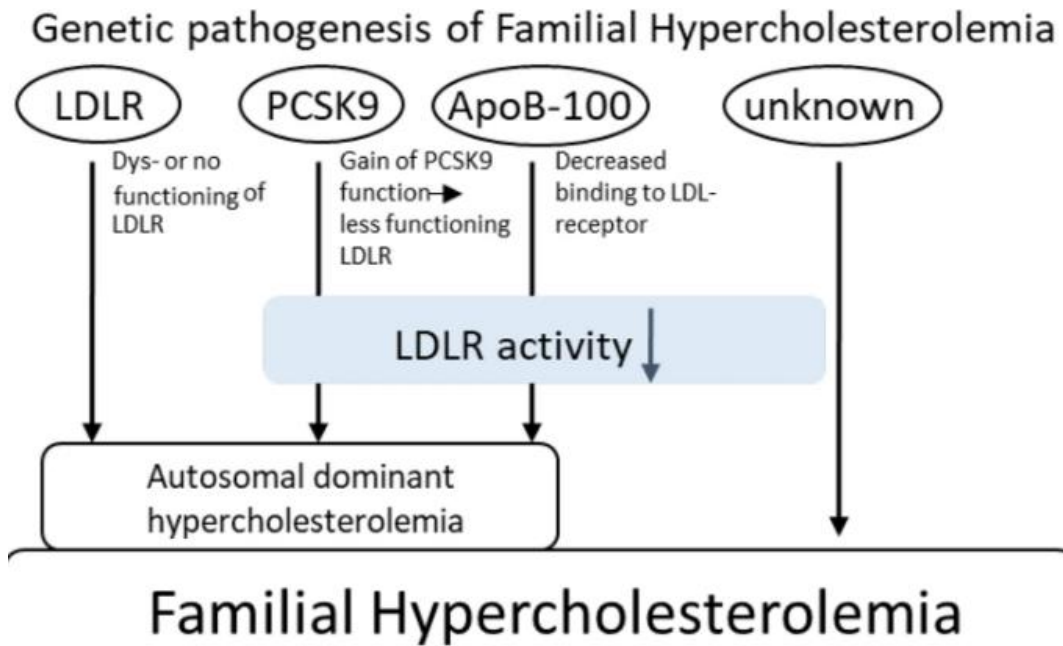 Genetic pathogenesis of Familial Hypercholesterolemia
LDLR
PCSK9
ApoB-100
unknown
Dys- or no
functioning of
LDLR
Gain of PCSK9
function
less functioning
LDLR
Decreased
binding to LDL-
receptor
LDLR activity
Autosomal dominant
hypercholesterolemia
Familial Hypercholesterolemia